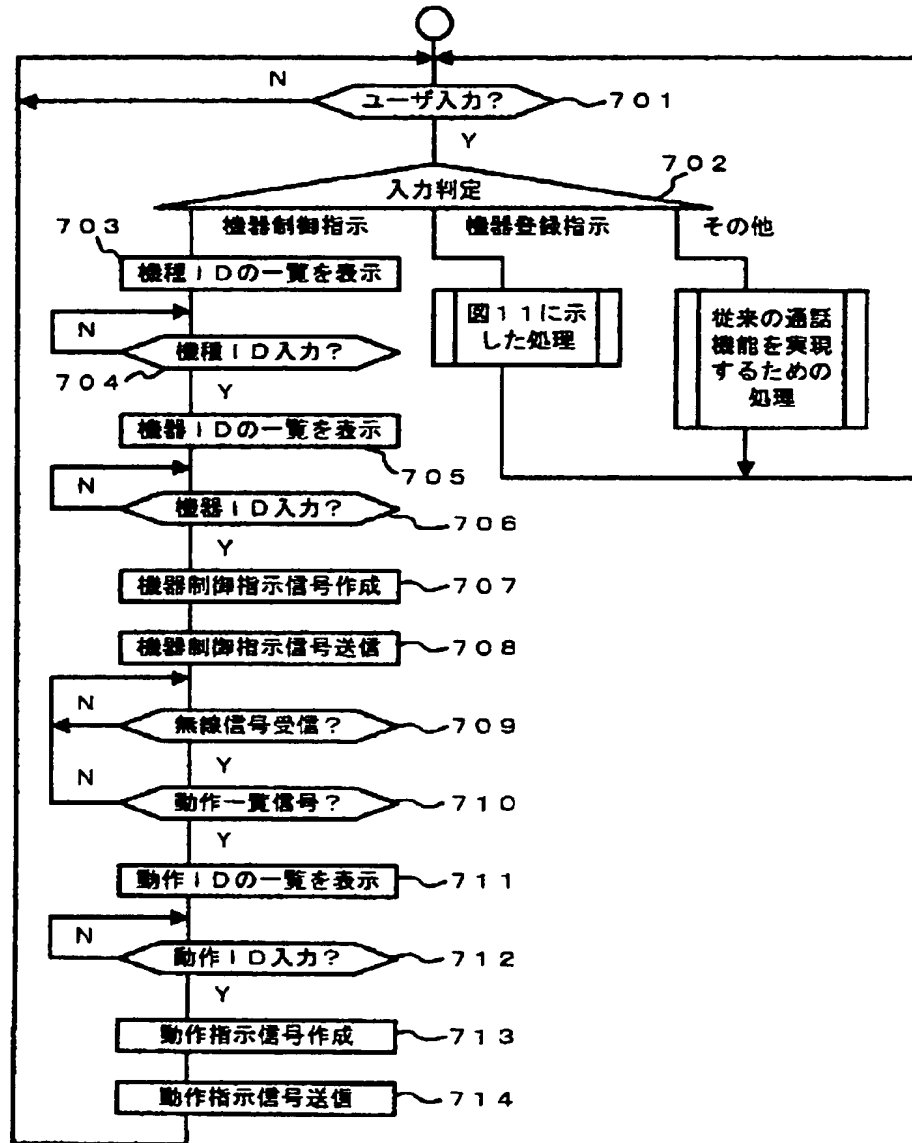 N
ユーザ入力？
701
Y
702
入力判定
703
機器制御指示
機器登録指示
その他
機種IDの一覧を表示
N
機種ID入力？
704
Y
図11に示
した処理
従来の通話
機能を実現
するための
処理
機器IDの一覧を表示
705
N
機器ID入力？
706
Y
機器制御指示信号作成
707
機器制御指示信号送信
708
N
無線信号受信？
709
Y
N
動作一覧信号？
710
Y
動作IDの一覧を表示
711
N
動作ID入力？
712
Y
動作指示信号作成
713
動作指示信号送信
714